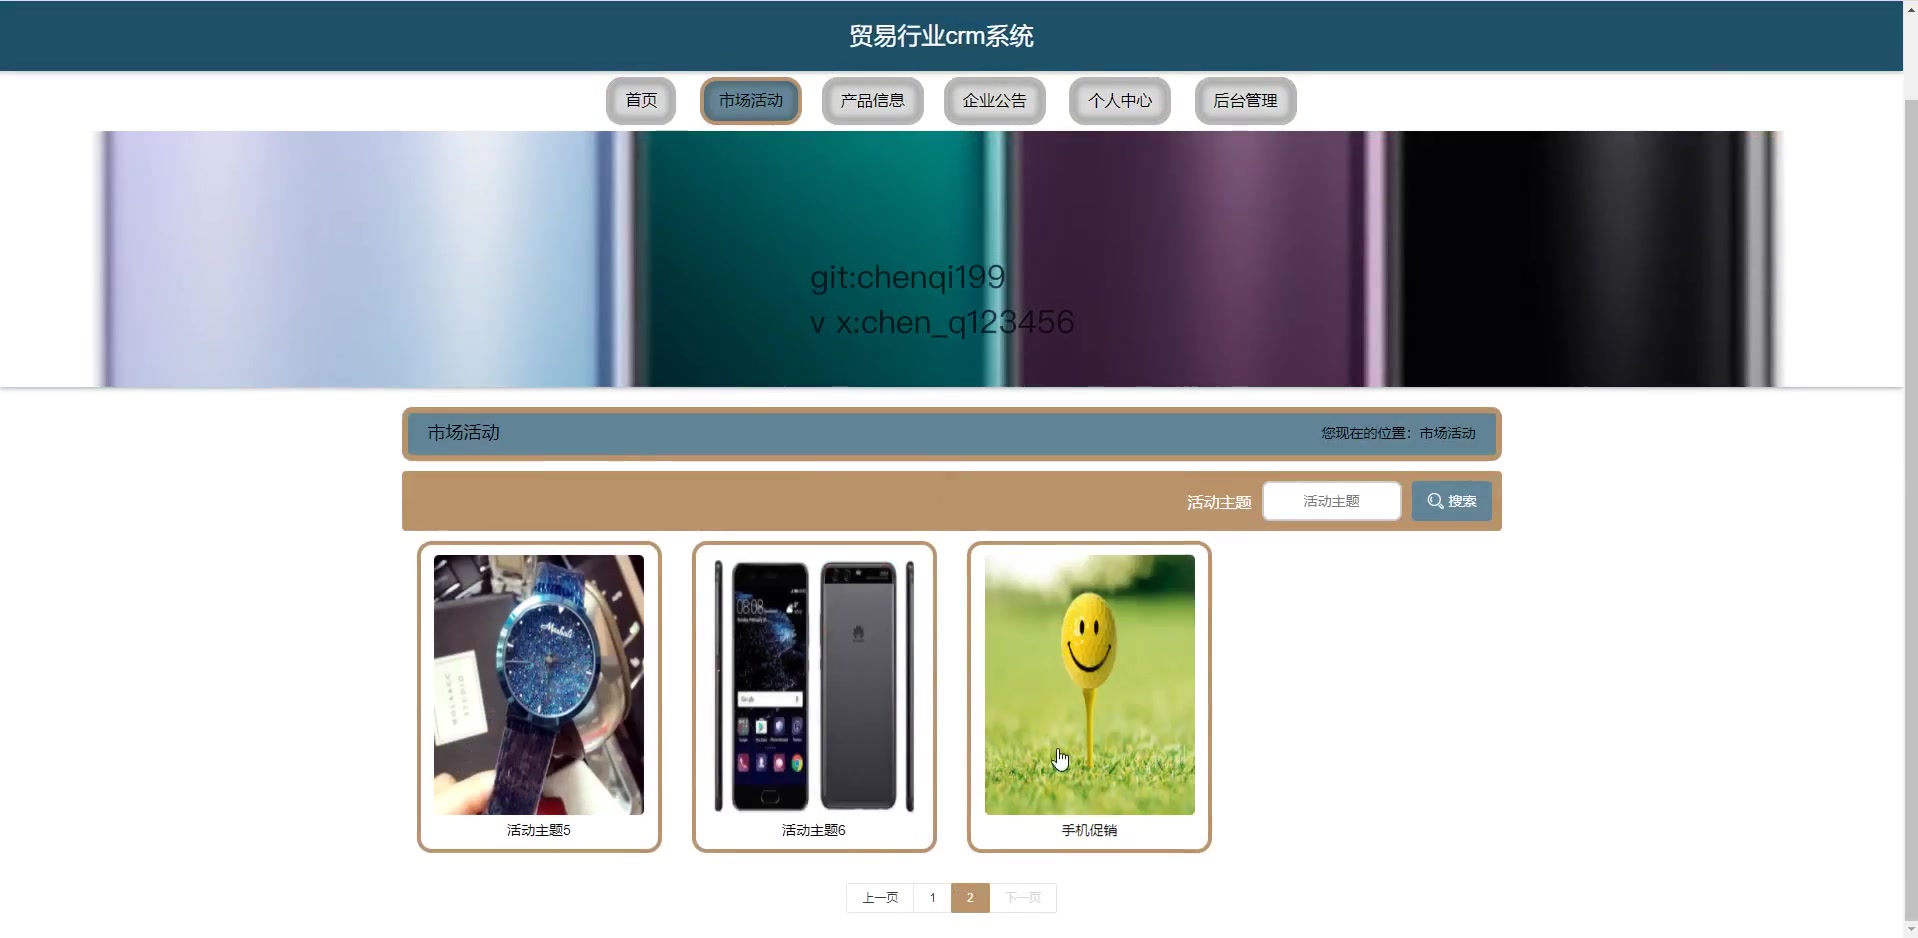 贸易行业crm系统
首页
市场活动
产品信息
企业公告
个人中心
后台管理
git:chenqi199
v x:chen_q123456
市场活动
您现在的位置：市场活动
活动主题
活动主题
搜索
08:08
Google
活动主题5
活动主题6
手机促销
上一页
1
2
下一页